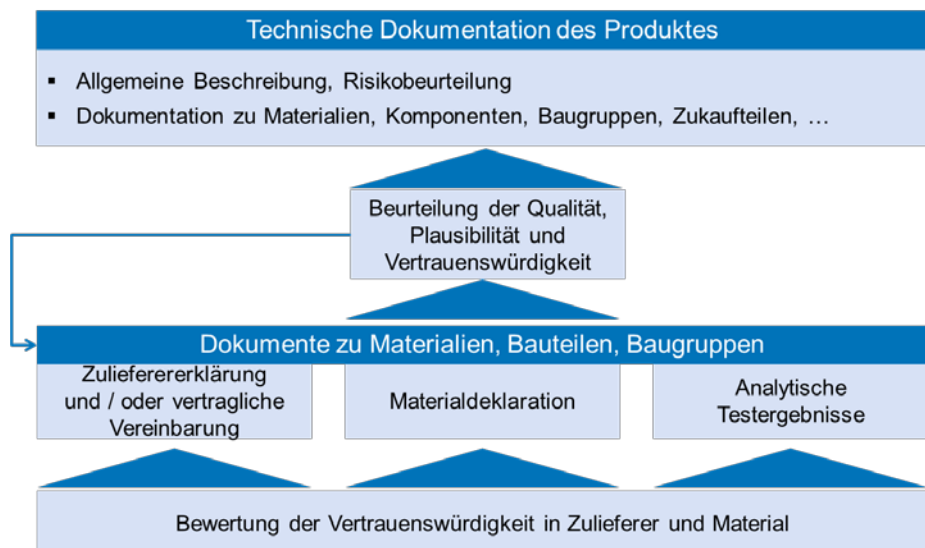 Technische Dokumentation des Produktes
▪ Allgemeine Beschreibung, Risikobeurteilung
▪ Dokumentation zu Materialien, Komponenten, Baugruppen, Zukaufteilen, …
Beurteilung der Qualität,
Plausibilität und
Vertrauenswürdigkeit
Dokumente zu Materialien, Bauteilen, Baugruppen
Zulieferererklärung
und / oder vertragliche
Vereinbarung
Materialdeklaration
Analytische
Testergebnisse
Bewertung der Vertrauenswürdigkeit in Zulieferer und Material